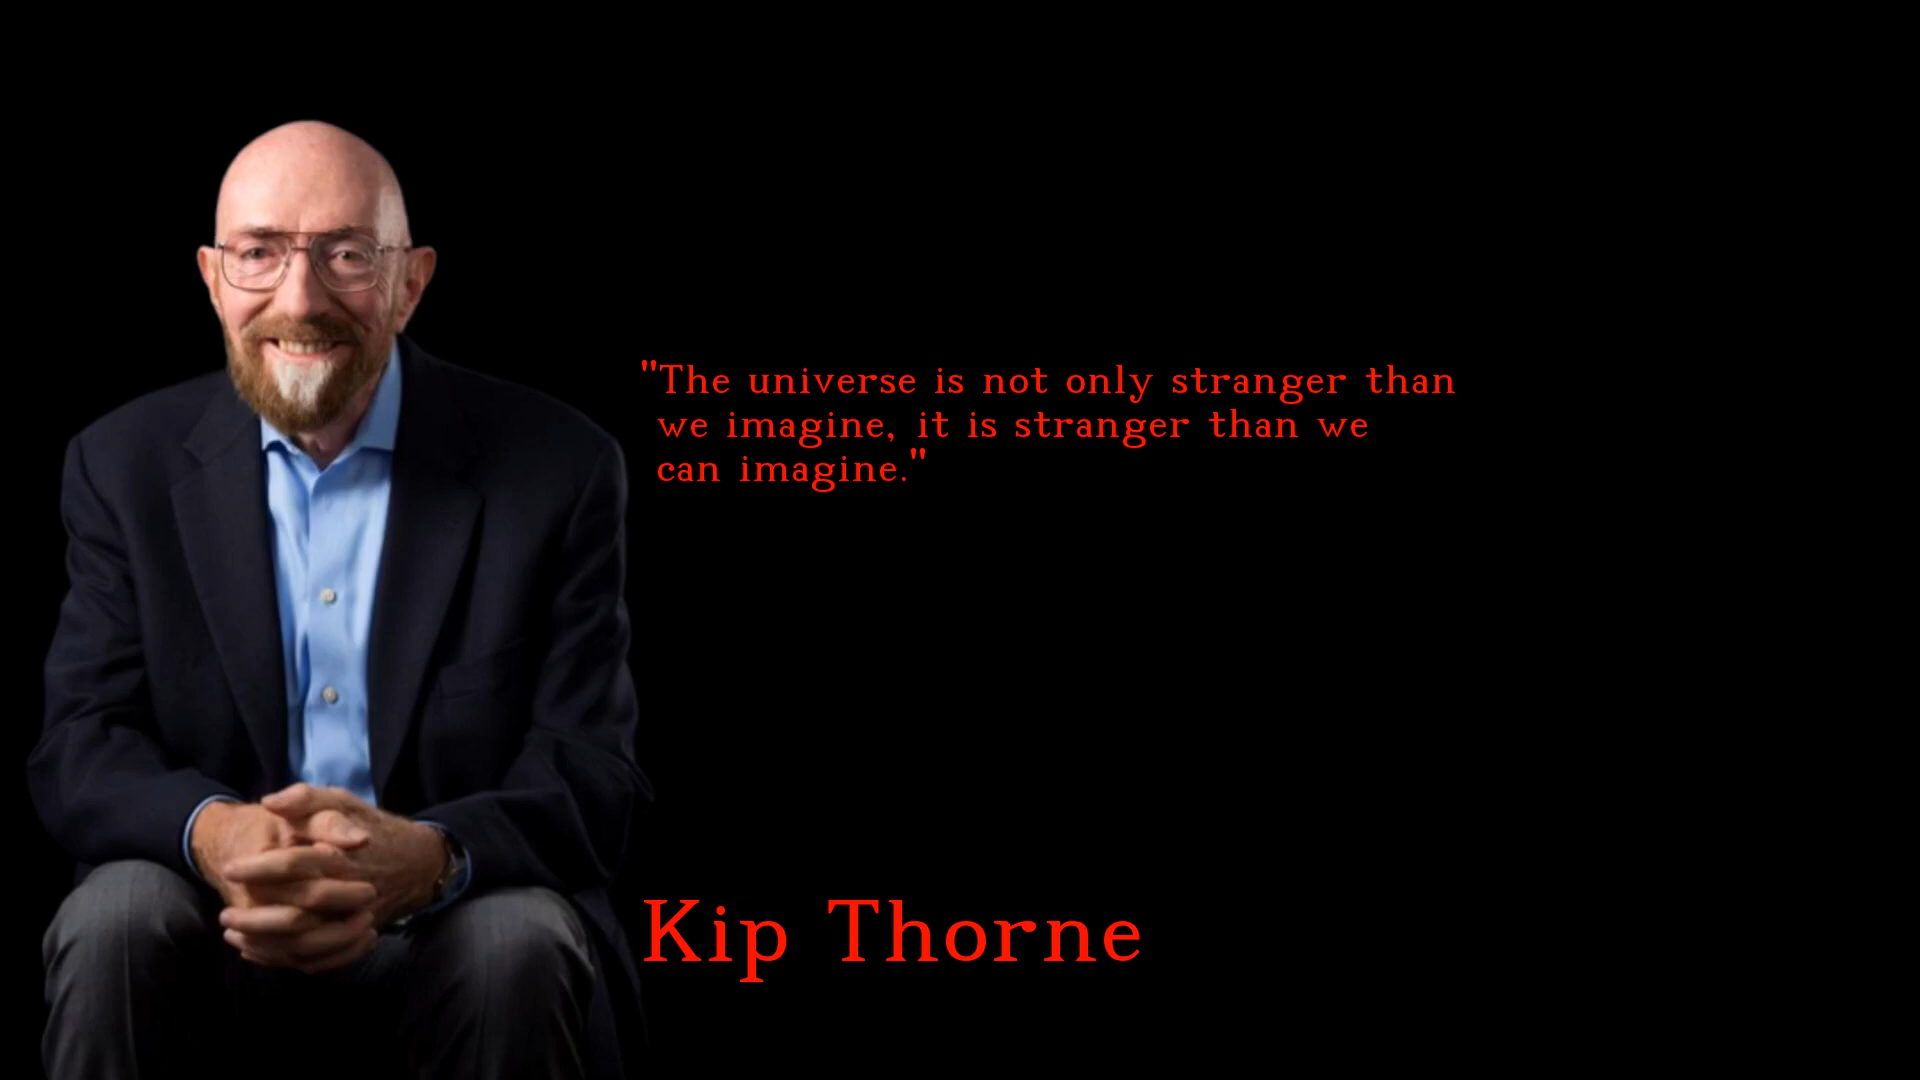 "The universe is not only stranger than
we imagine, it is stranger than we
can imagine."
Kip Thorne